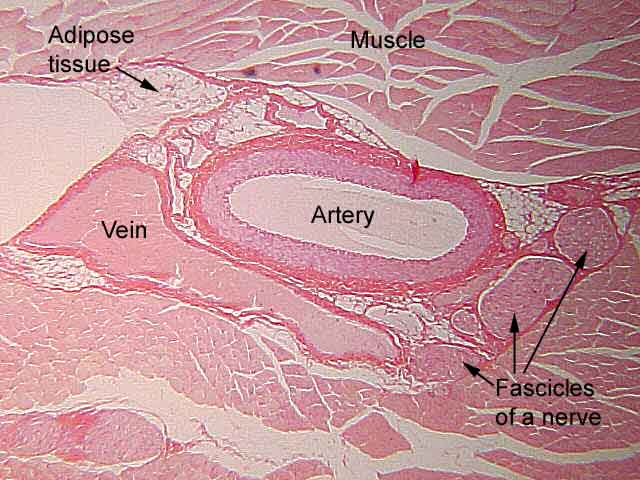 Adipose
tissue
Muscle
Vein
Artery
Fascicles
of a nerve